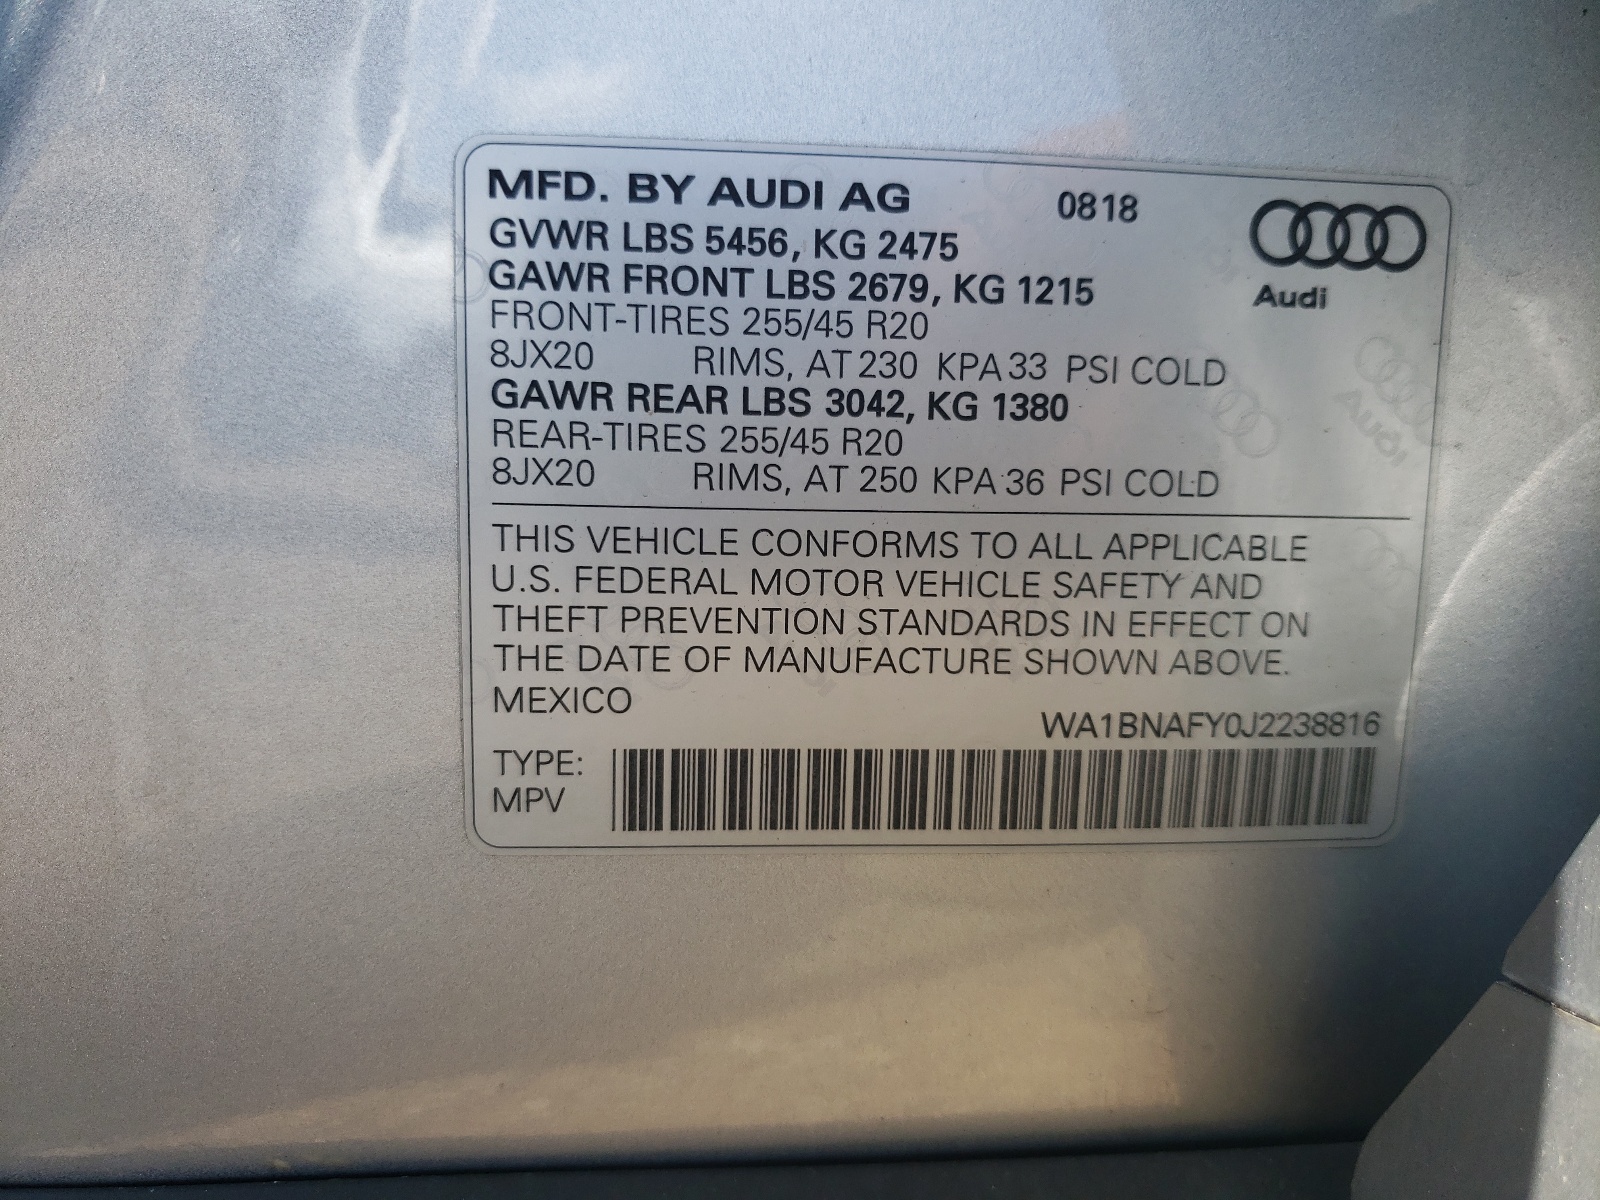 MFD. BY AUDI AG 0818
GVWR LBS 5456, KG 2475
GAWR FRONT LBS 2679, KG 1215
Audi
FRONT-TIRES 255/45 R20
8JX20 RIMS, AT 230 KPA 33 PSI COLD
GAWR REAR LBS 3042, KG 1380
REAR-TIRES 255/45 R20
8JX20 RIMS, AT 250 KPA 36 PSI COLD
THIS VEHICLE CONFORMS TO ALL APPLICABLE
U.S. FEDERAL MOTOR VEHICLE SAFETY AND
THEFT PREVENTION STANDARDS IN EFFECT ON
THE DATE OF MANUFACTURE SHOWN ABOVE.
MEXICO
WA1BNAFY0J2238816
TYPE:
MPV
Audi